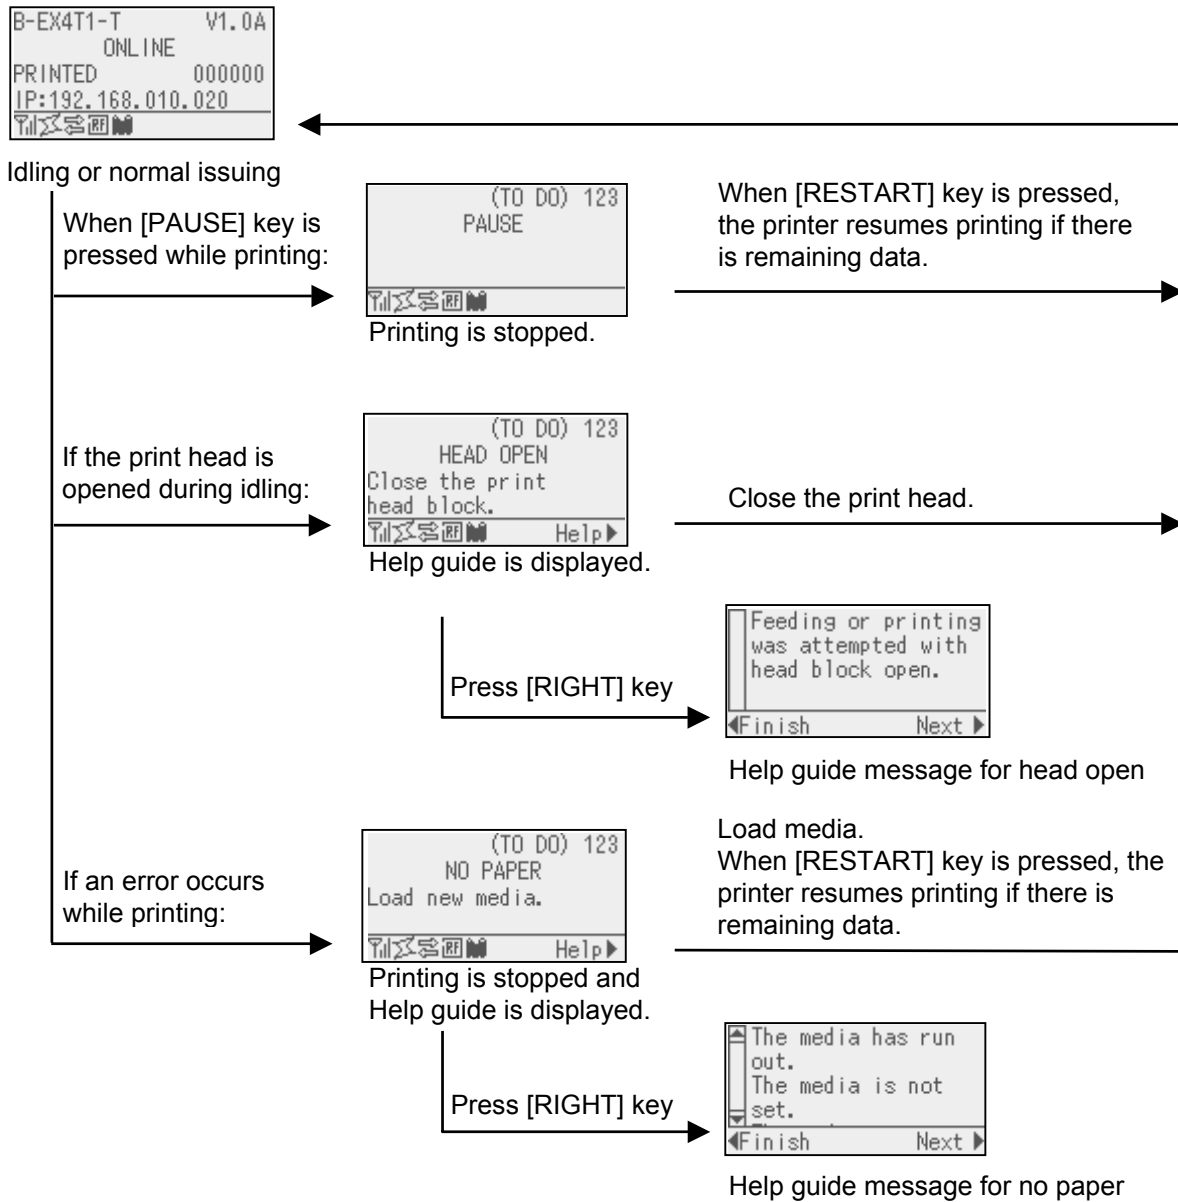 B-EX4T1-T V1.0A
ONLINE
PRINTED 000000
IP:192.168.010.020
RF
Idling or normal issuing
When [PAUSE] key is
pressed while printing:
(TO DO) 123
PAUSE
RF
Printing is stopped.
When [RESTART] key is pressed,
the printer resumes printing if there
is remaining data.
If the print head is
opened during idling:
(TO DO) 123
HEAD OPEN
Close the print
head block.
RF Help
Help guide is displayed.
Close the print head.
Press [RIGHT] key
Feeding or printing
was attempted with
head block open.
Finish Next
Help guide message for head open
If an error occurs
while printing:
(TO DO) 123
NO PAPER
Load new media.
RF Help
Printing is stopped and
Help guide is displayed.
Load media.
When [RESTART] key is pressed, the
printer resumes printing if there is
remaining data.
Press [RIGHT] key
The media has run
out.
The media is not
set.
Finish Next
Help guide message for no paper